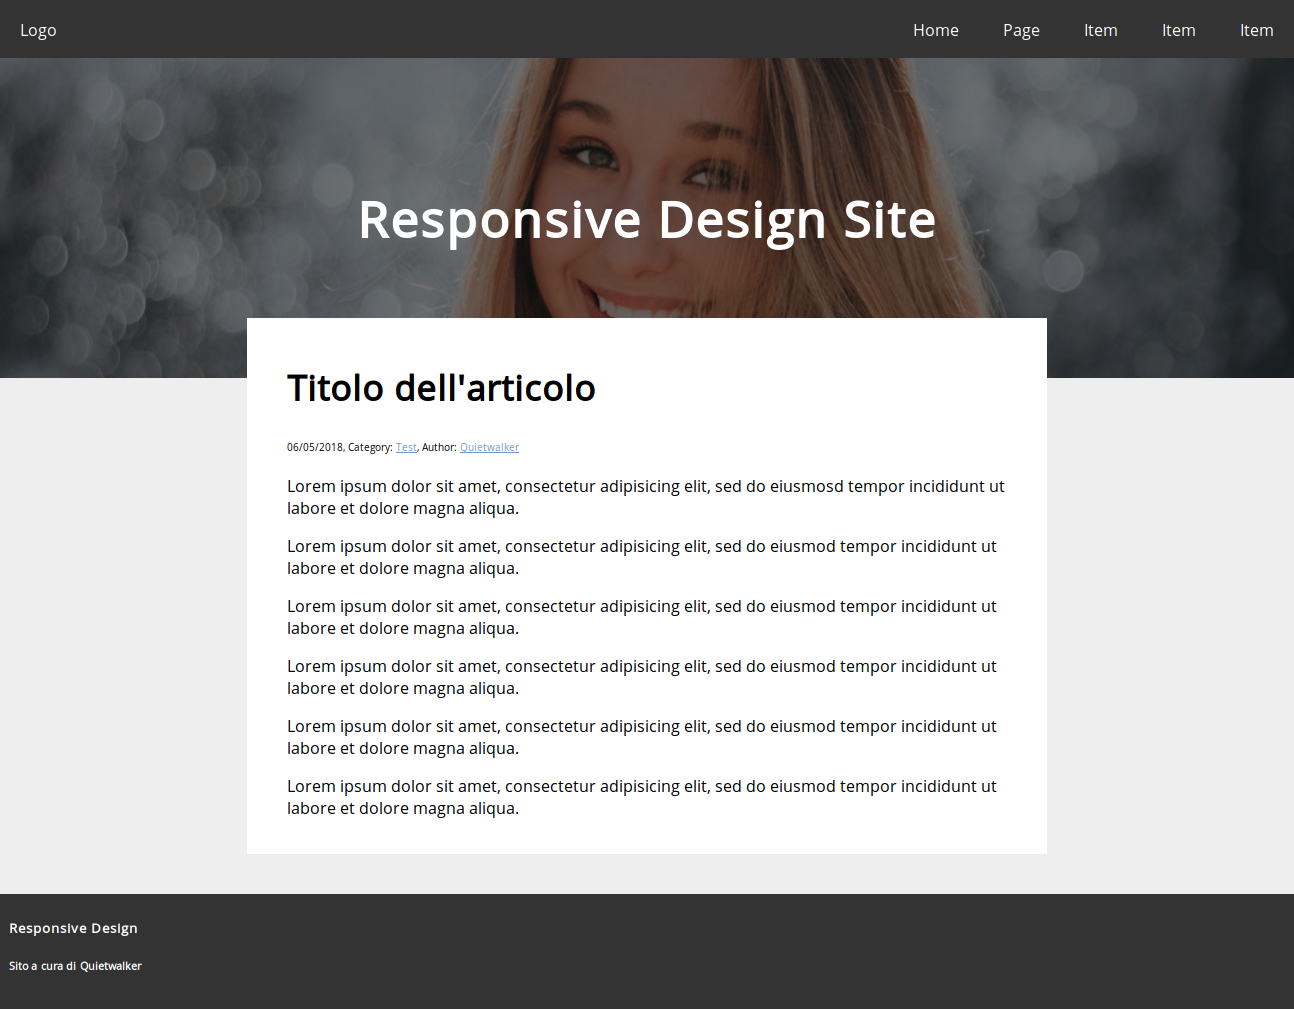 Logo Home Page Item Item Item
Responsive Design Site
Titolo dell'articolo
06/05/2018, Category: Test, Author: Quietwalker
Lorem ipsum dolor sit amet, consectetur adipisicing elit, sed do eiusmosd tempor incididunt ut
labore et dolore magna aliqua.
Lorem ipsum dolor sit amet, consectetur adipisicing elit, sed do eiusmod tempor incididunt ut
labore et dolore magna aliqua.
Lorem ipsum dolor sit amet, consectetur adipisicing elit, sed do eiusmod tempor incididunt ut
labore et dolore magna aliqua.
Lorem ipsum dolor sit amet, consectetur adipisicing elit, sed do eiusmod tempor incididunt ut
labore et dolore magna aliqua.
Lorem ipsum dolor sit amet, consectetur adipisicing elit, sed do eiusmod tempor incididunt ut
labore et dolore magna aliqua.
Lorem ipsum dolor sit amet, consectetur adipisicing elit, sed do eiusmod tempor incididunt ut
labore et dolore magna aliqua.
Responsive Design
Sito a cura di Quietwalker